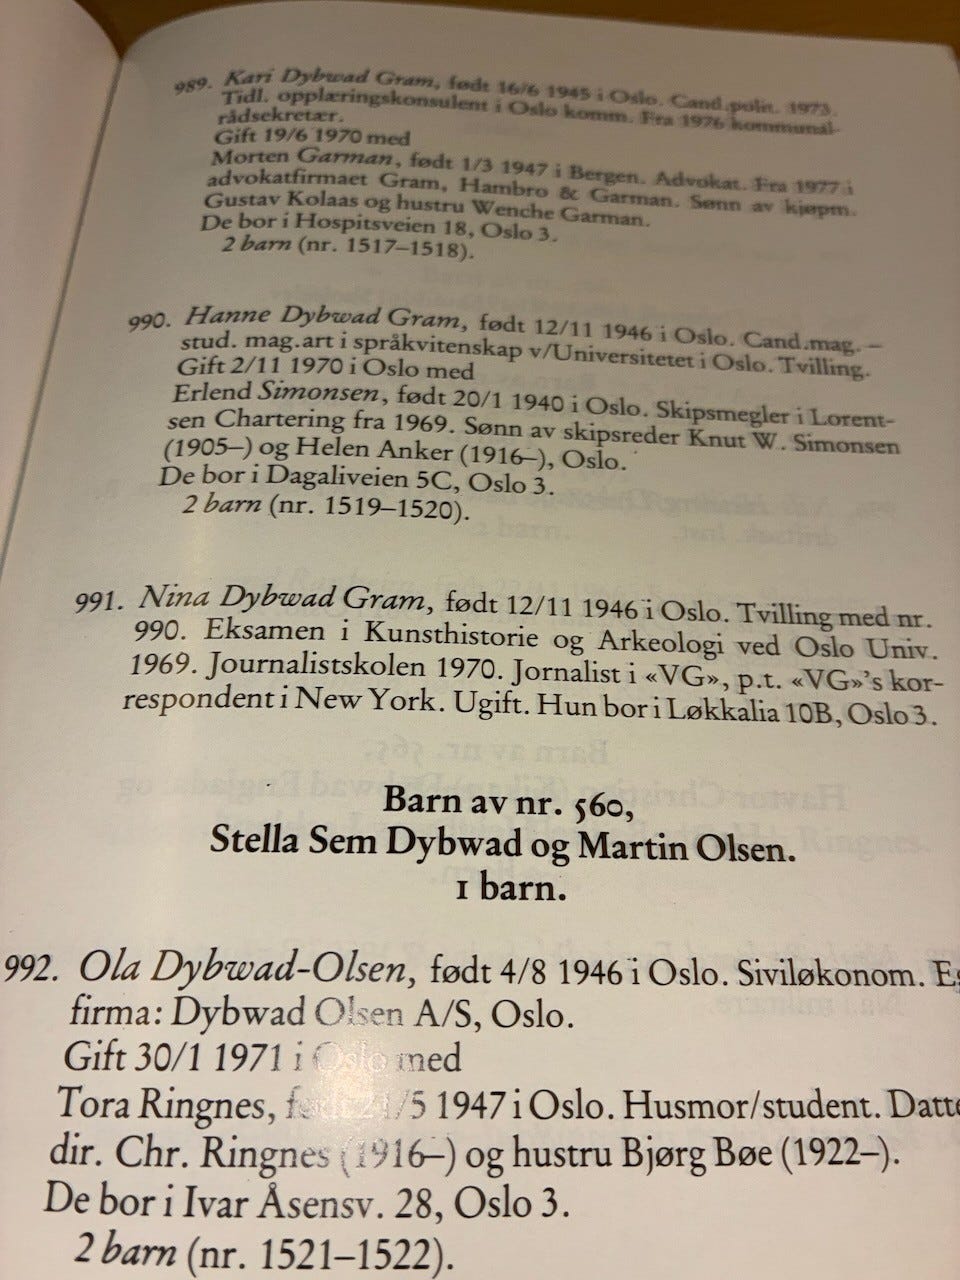 989. Kari Dybwad Gram, født 16/6 1945 i Oslo. Cand.polit. 1973.
Tidl. opplæringskonsulent i Oslo komm. Fra 1976 kommunal-
rådsekretær.
Gift 19/6 1970 med
Morten Garman, født 1/3 1947 i Bergen. Advokat. Fra 1977 i
advokatfirmaet Gram, Hambro & Garman. Sønn av kjøpm.
Gustav Kolaas og hustru Wenche Garman.
De bor i Hospitsveien 18, Oslo 3.
2 barn (nr. 1517–1518).
990. Hanne Dybwad Gram, født 12/11 1946 i Oslo. Cand.mag. –
stud. mag.art i språkvitenskap v/Universitetet i Oslo. Tvilling.
Gift 2/11 1970 i Oslo med
Erlend Simonsen, født 20/1 1940 i Oslo. Skipsmegler i Lorent-
sen Chartering fra 1969. Sønn av skipsreder Knut W. Simonsen
(1905–) og Helen Anker (1916–), Oslo.
De bor i Dagaliveien 5C, Oslo 3.
2 barn (nr. 1519–1520).
991. Nina Dybwad Gram, født 12/11 1946 i Oslo. Tvilling med nr.
990. Eksamen i Kunsthistorie og Arkeologi ved Oslo Univ.
1969. Journalistskolen 1970. Jornalist i «VG», p.t. «VG»'s kor-
respondent i New York. Ugift. Hun bor i Løkkalia 10B, Oslo 3.
Barn av nr. 560,
Stella Sem Dybwad og Martin Olsen.
1 barn.
992. Ola Dybwad-Olsen, født 4/8 1946 i Oslo. Siviløkonom.
firma: Dybwad Olsen A/S, Oslo.
Gift 30/1 1971 i Oslo med
Tora Ringnes, født /5 1947 i Oslo. Husmor/student. Datte
dir. Chr. Ringnes (1916–) og hustru Bjørg Bøe (1922–).
De bor i Ivar Åsensv. 28, Oslo 3.
2 barn (nr. 1521–1522).